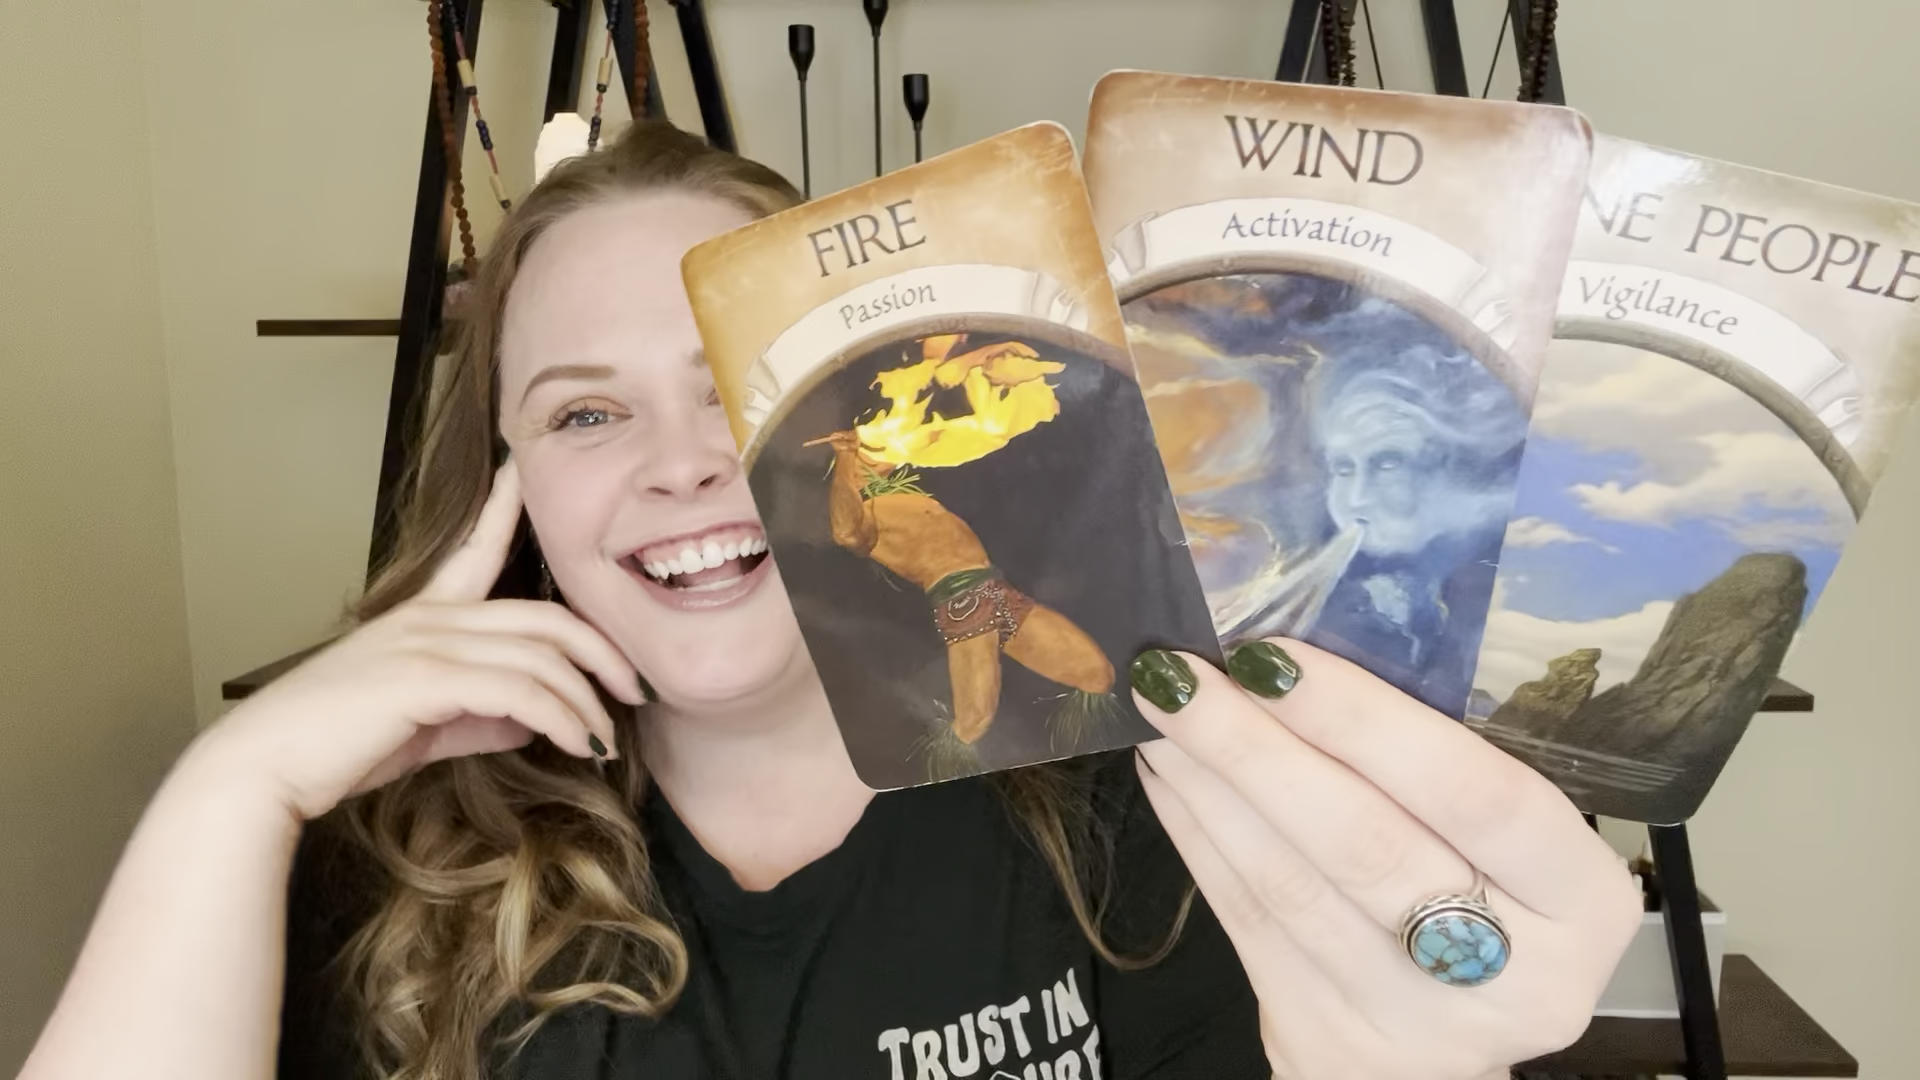 FIRE
Passion
WIND
Activation
NE PEOPLE
Vigilance
TRUST IN